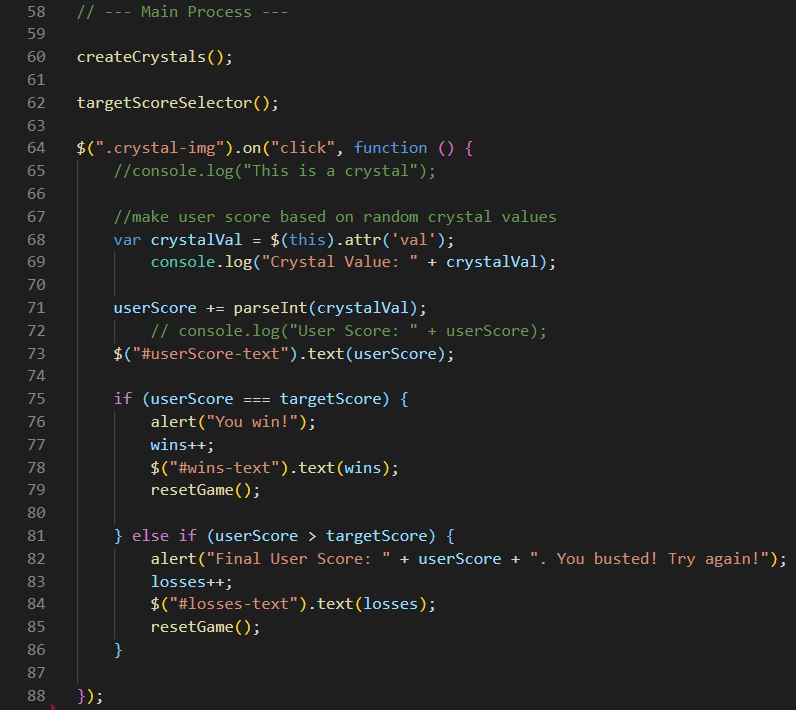 58 // --- Main Process ---
59
60 createCrystals();
61
62 targetScoreSelector();
63
64 $(".crystal-img").on("click", function () {
65     //console.log("This is a crystal");
66
67     //make user score based on random crystal values
68     var crystalVal = $(this).attr('val');
69         console.log("Crystal Value: " + crystalVal);
70
71     userScore += parseInt(crystalVal);
72         // console.log("User Score: " + userScore);
73     $("#userScore-text").text(userScore);
74
75     if (userScore === targetScore) {
76         alert("You win!");
77         wins++;
78         $("#wins-text").text(wins);
79         resetGame();
80
81     } else if (userScore > targetScore) {
82         alert("Final User Score: " + userScore + ". You busted! Try again!");
83         losses++;
84         $("#losses-text").text(losses);
85         resetGame();
86     }
87
88 });